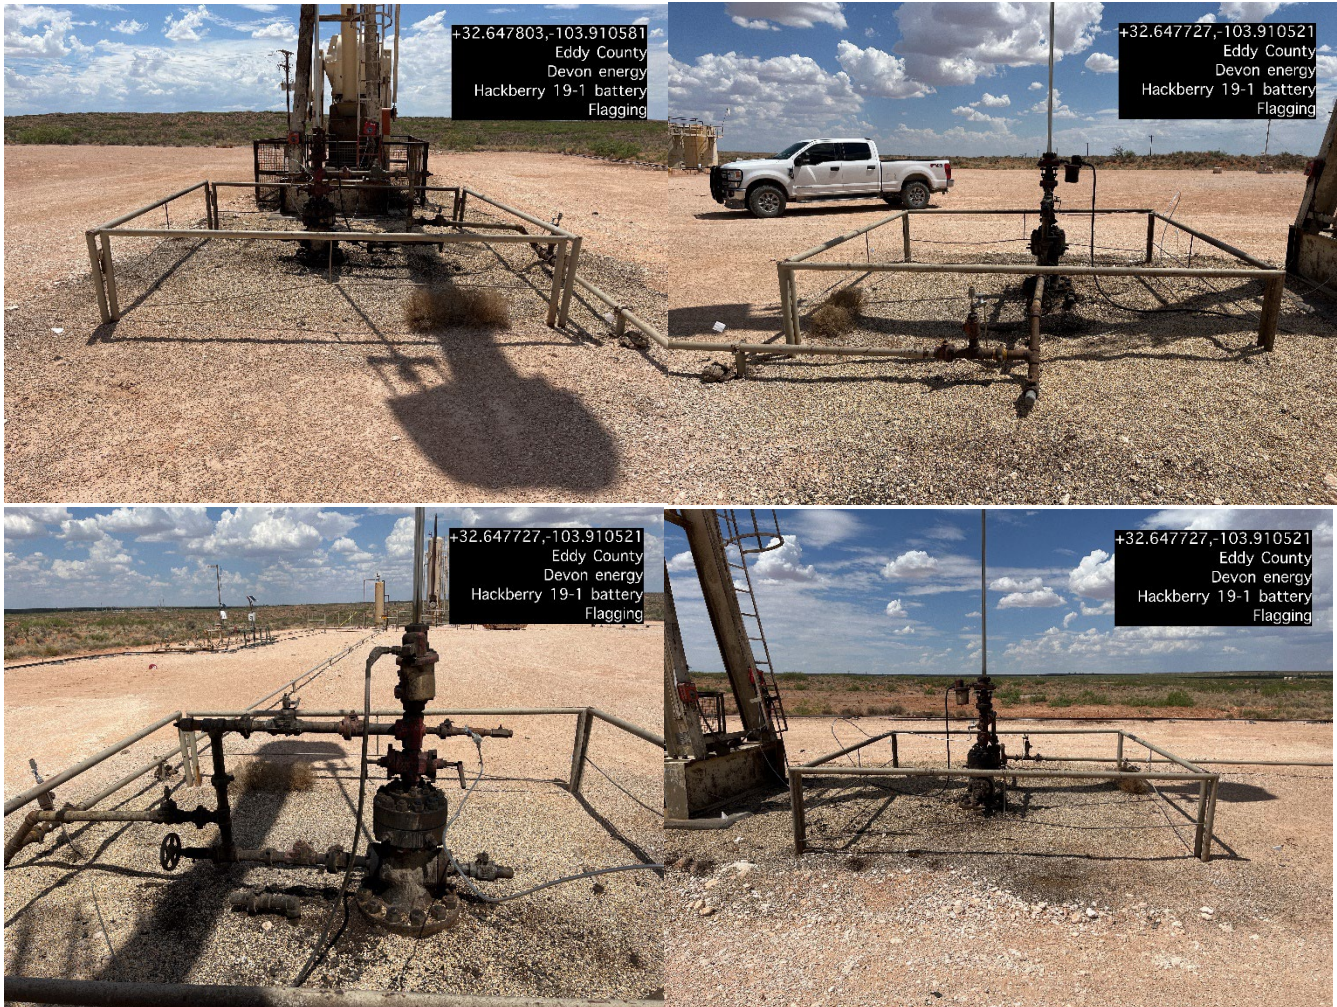 +32.647803,-103.910581
Eddy County
Devon energy
Hackberry 19-1 battery
Flagging
+32.647727,-103.910521
Eddy County
Devon energy
Hackberry 19-1 battery
Flagging
+32.647727,-103.910521
Eddy County
Devon energy
Hackberry 19-1 battery
Flagging
+32.647727,-103.910521
Eddy County
Devon energy
Hackberry 19-1 battery
Flagging